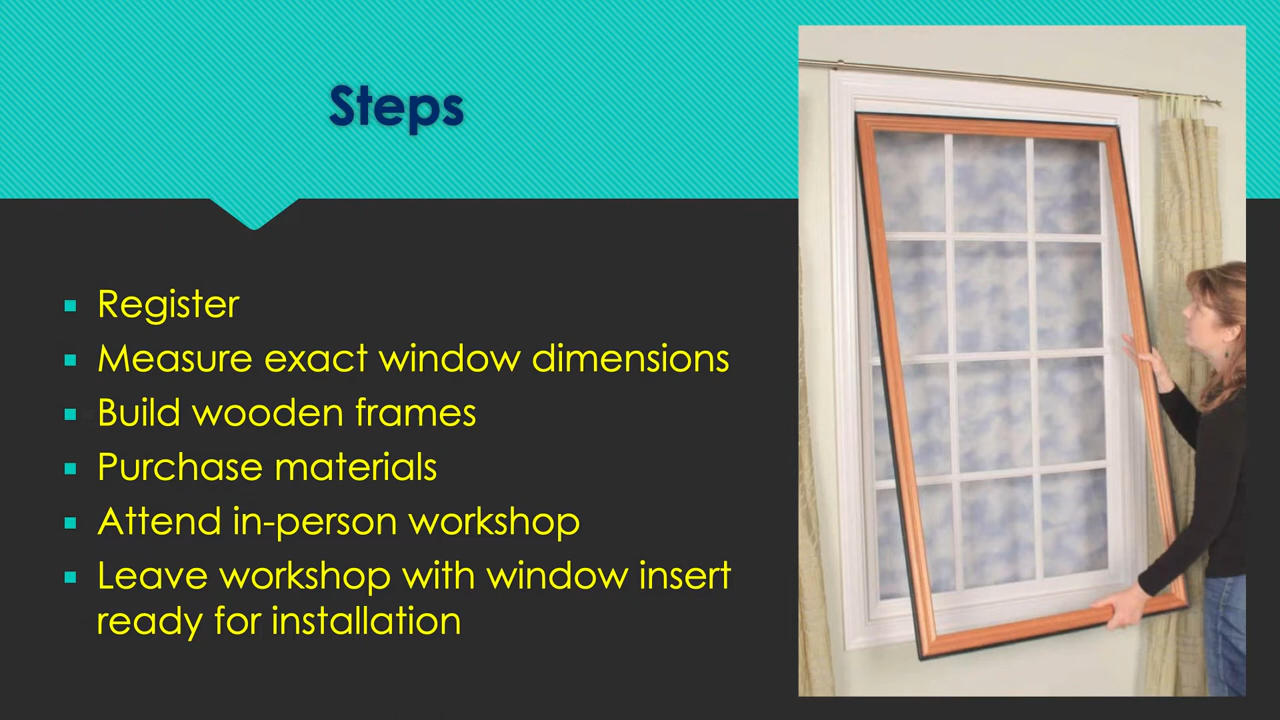 Steps
Register
Measure exact window dimensions
Build wooden frames
Purchase materials
Attend in-person workshop
Leave workshop with window insert
ready for installation